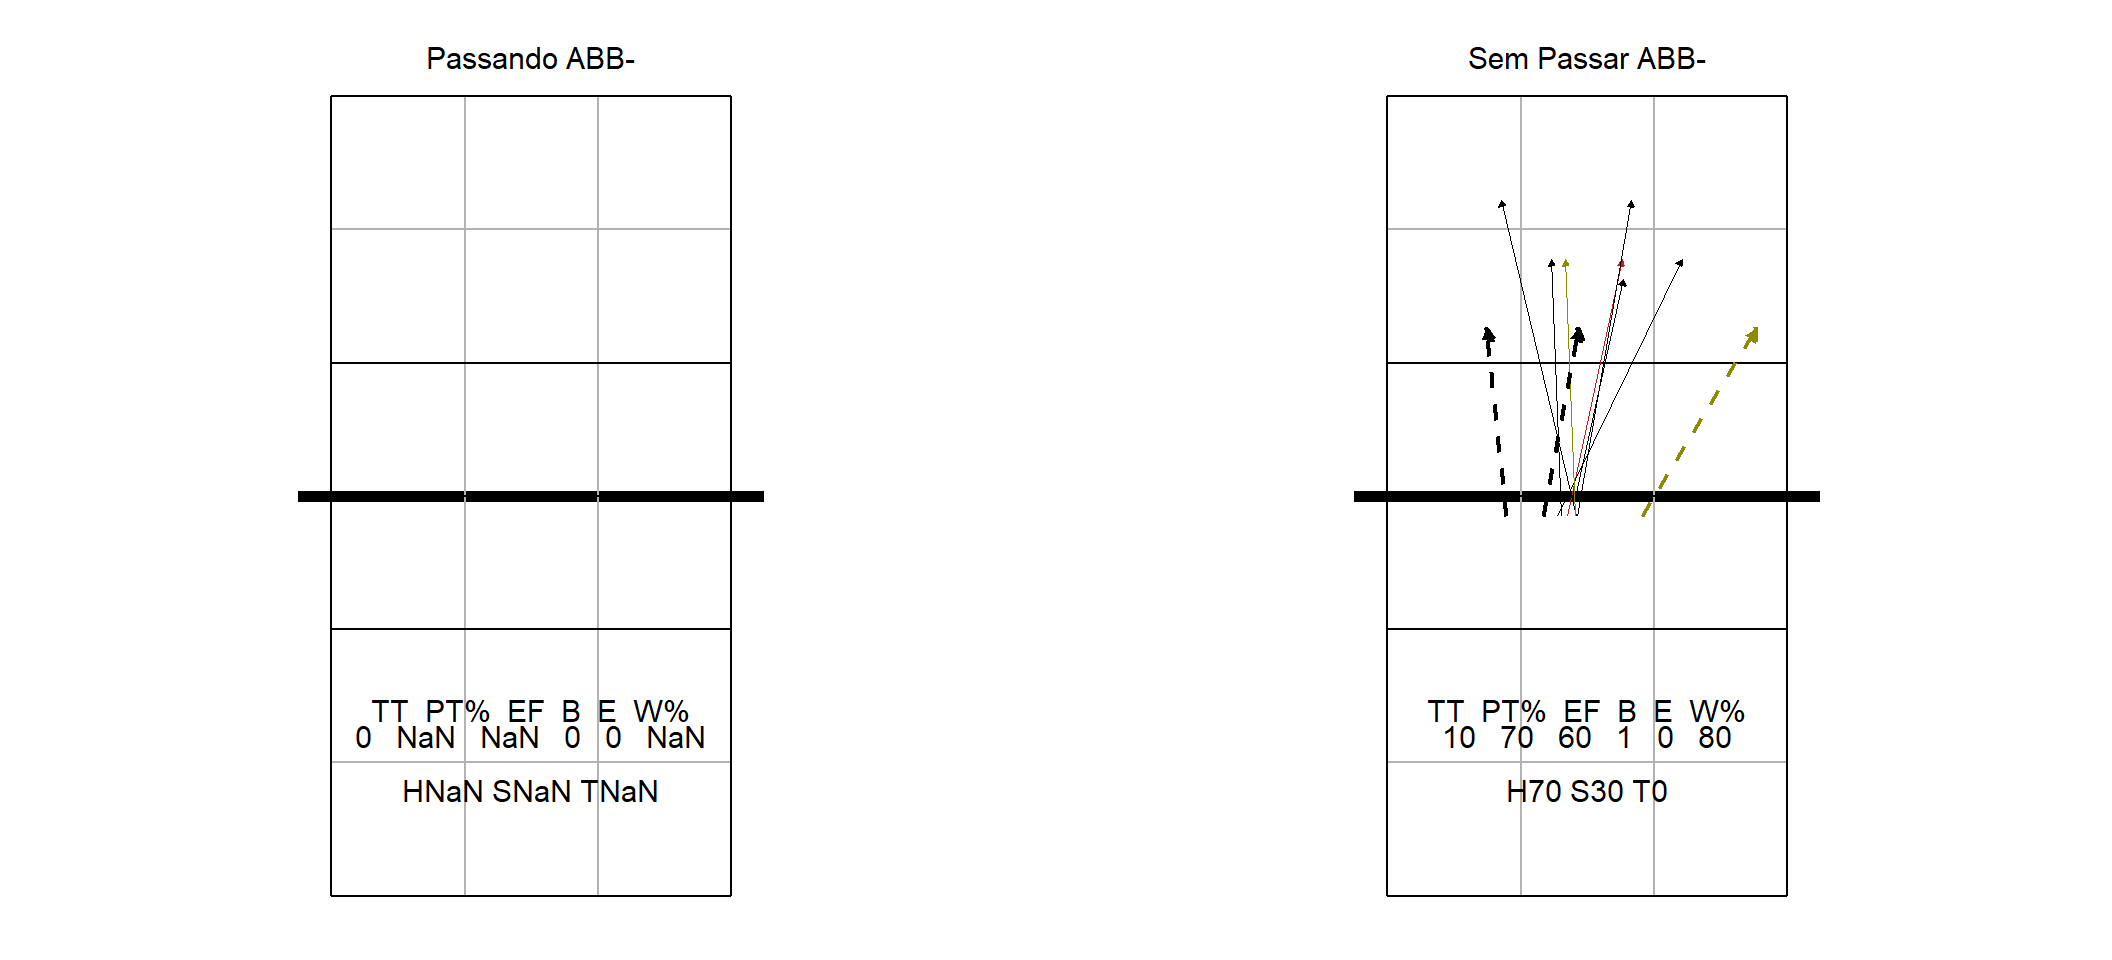 Passando ABB-
TT PT% EF B E W%
0 NaN NaN 0 0 NaN
HNaN SNaN TNaN
Sem Passar ABB-
TT PT% EF B E W%
10 70 60 1 0 80
H70 S30 T0